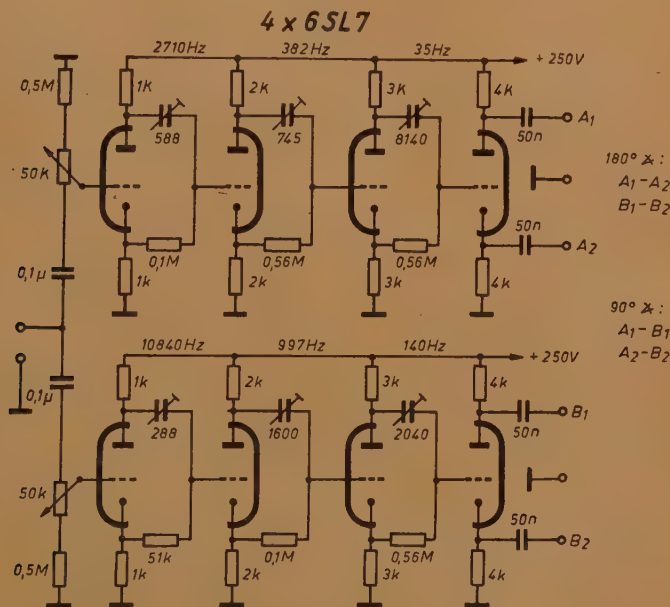 4 x 6SL7
2710Hz 382Hz 35Hz
+ 250V
0,5M 1k 2k 3k 4k
588 745 8140 50n A1
50K
180° ∡:
A1-A2
B1-B2
50n A2
0,1M 0,56M 0,56M
0,1µ 1k 2k 3k 4k
90° ∡:
A1-B1
A2-B2
10840Hz 997Hz 140Hz
+ 250V
0,1µ 1k 2k 3k 4k
288 1600 2040 50n B1
50k
50n B2
51k 0,1M 0,56M
0,5M 1k 2k 3k 4k